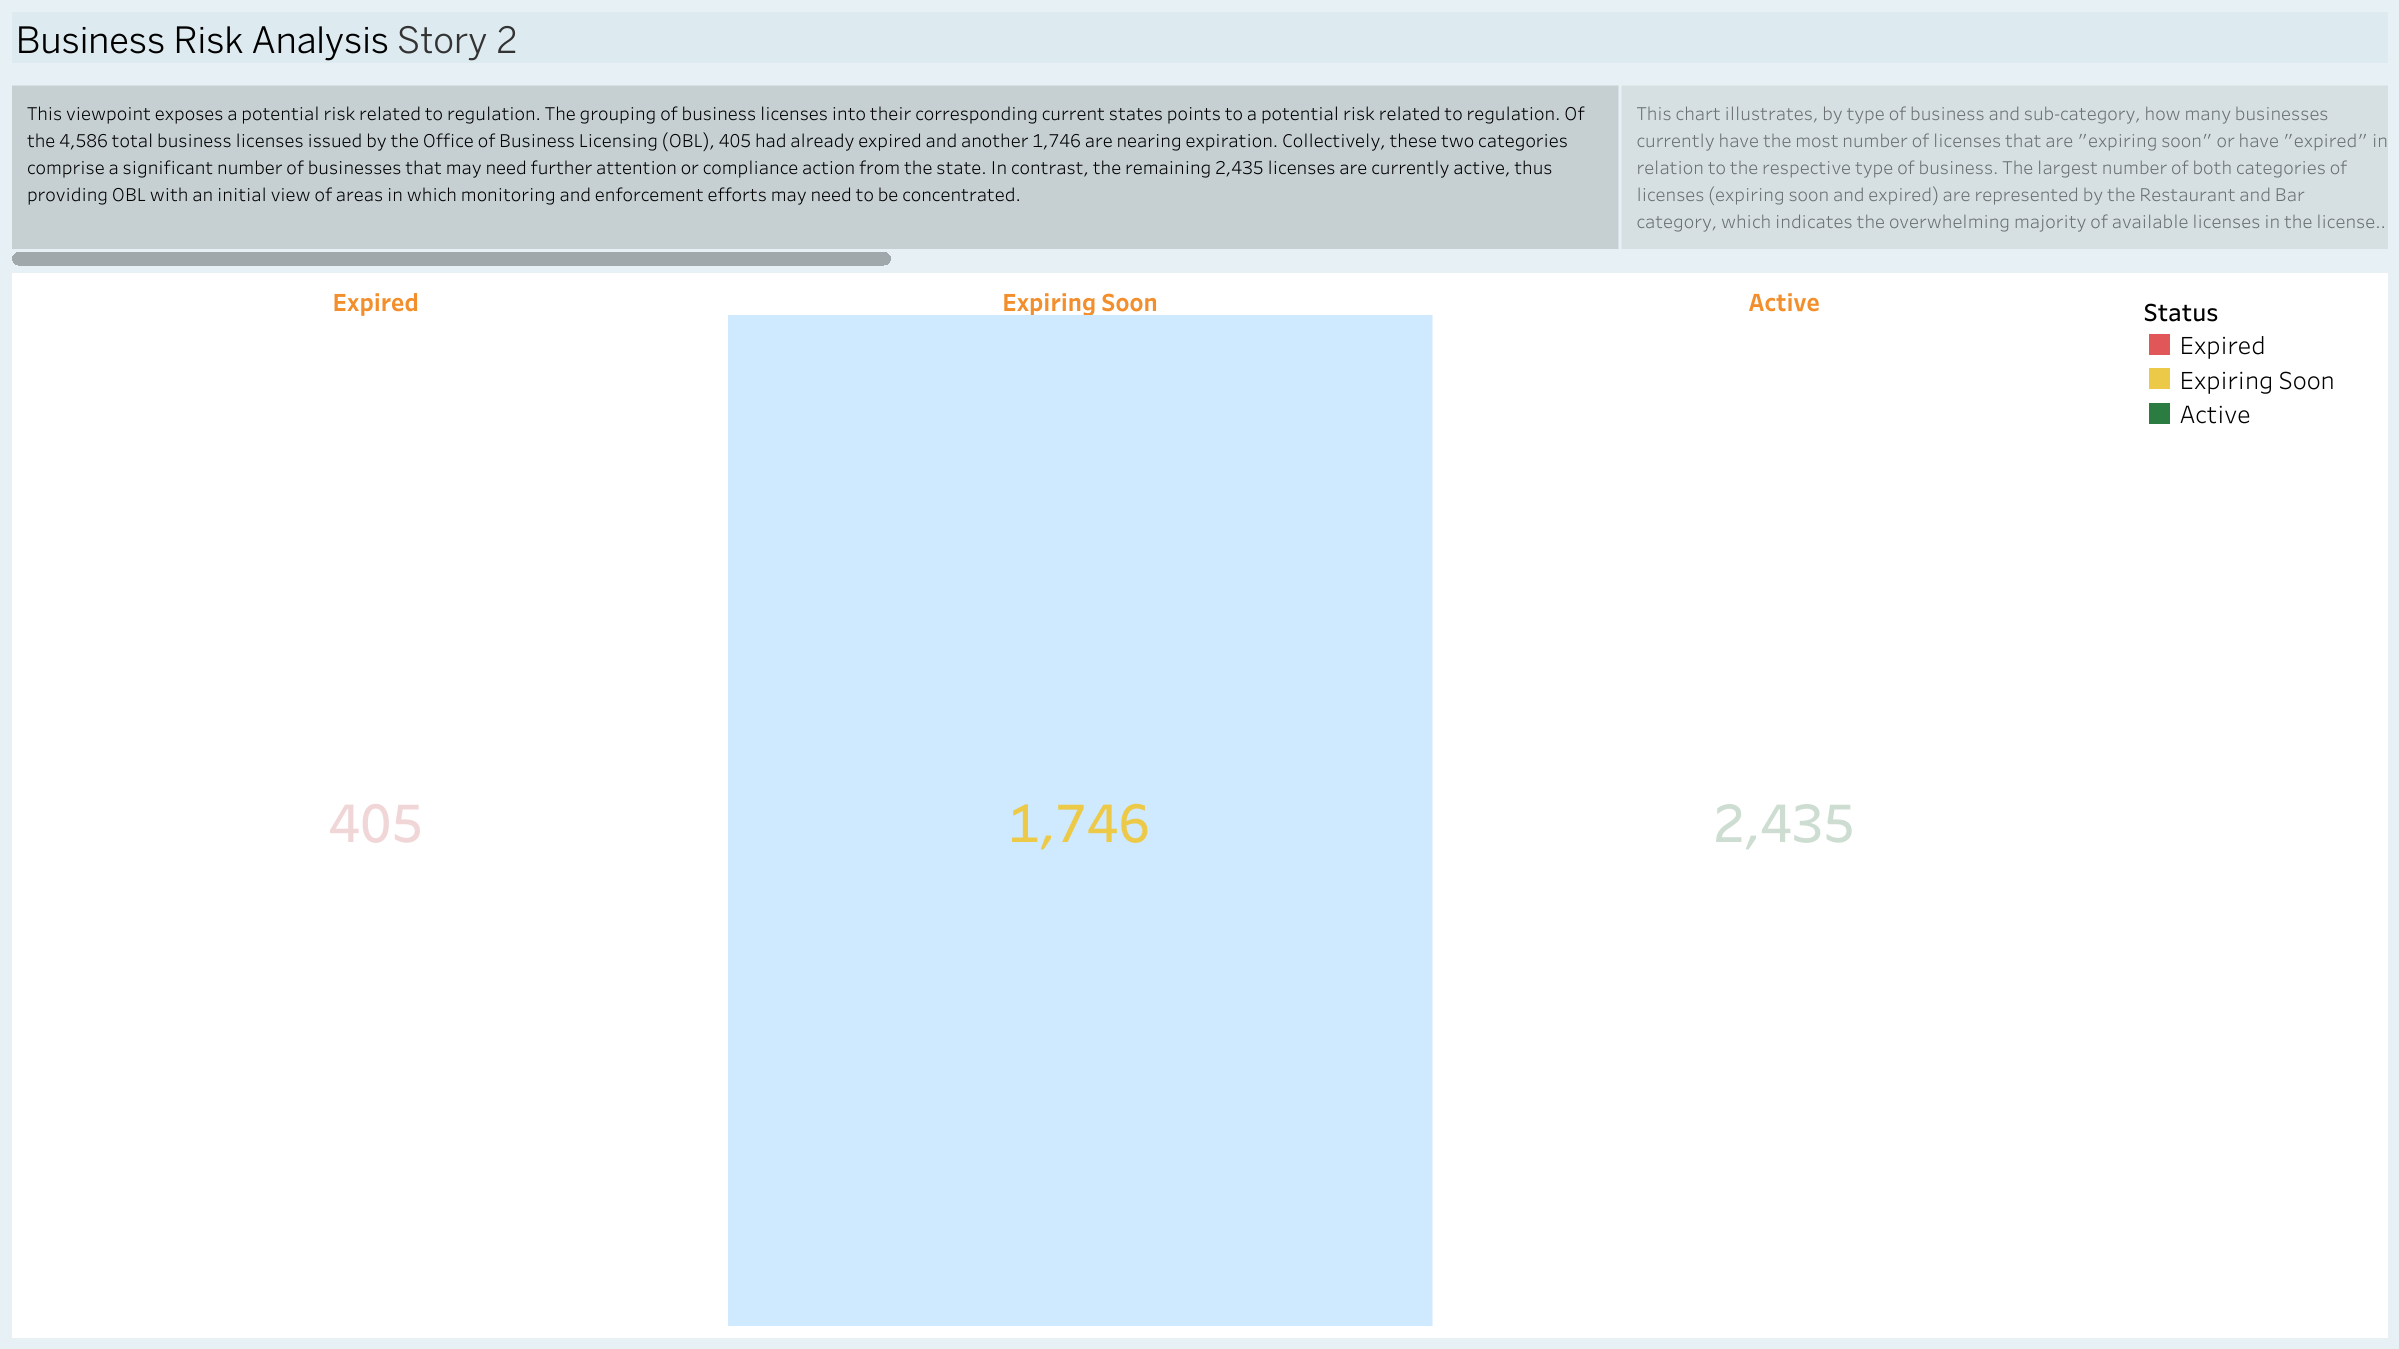 Business Risk Analysis Story 2
This viewpoint exposes a potential risk related to regulation. The grouping of business licenses into their corresponding current states points to a potential risk related to regulation. Of
the 4,586 total business licenses issued by the Office of Business Licensing (OBL), 405 had already expired and another 1,746 are nearing expiration. Collectively, these two categories
comprise a significant number of businesses that may need further attention or compliance action from the state. In contrast, the remaining 2,435 licenses are currently active, thus
providing OBL with an initial view of areas in which monitoring and enforcement efforts may need to be concentrated.
This chart illustrates, by type of business and sub-category, how many businesses
currently have the most number of licenses that are "expiring soon" or have "expired" in
relation to the respective type of business. The largest number of both categories of
licenses (expiring soon and expired) are represented by the Restaurant and Bar
category, which indicates the overwhelming majority of available licenses in the license..
Expired
Expiring Soon
Active
405
1,746
2,435
Status
Expired
Expiring Soon
Active